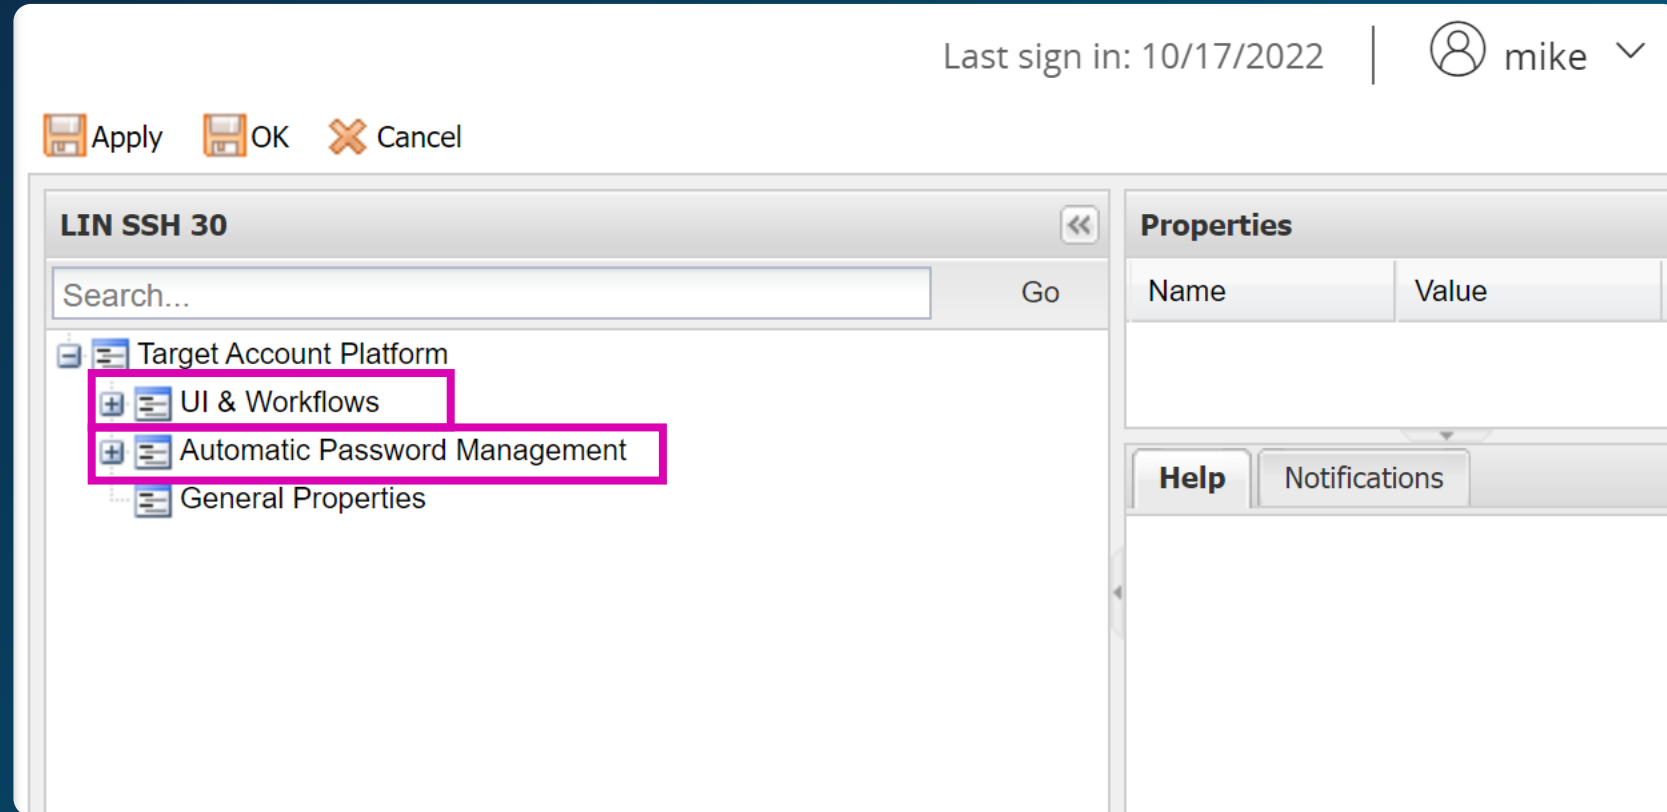 Last sign in: 10/17/2022
mike
Apply OK Cancel
LIN SSH 30
Search...
Go
Target Account Platform
UI & Workflows
Automatic Password Management
General Properties
Properties
Name Value
Help Notifications